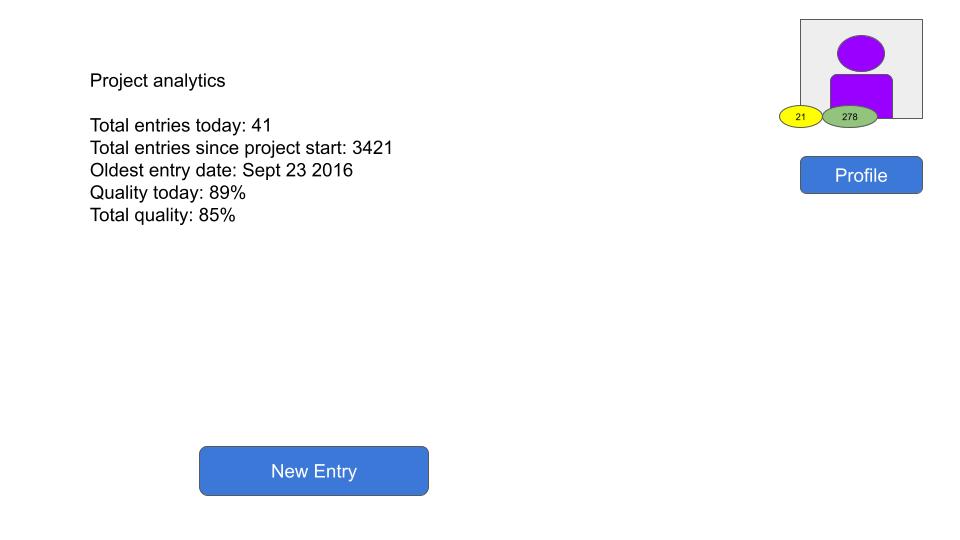 Project analytics
Total entries today: 41
Total entries since project start: 3421
Oldest entry date: Sept 23 2016
Quality today: 89%
Total quality: 85%
21
278
Profile
New Entry